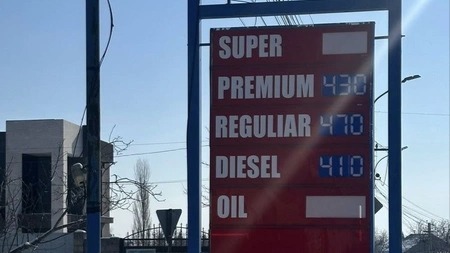 SUPER
PREMIUM 430
REGULIAR 470
DIESEL 410
OIL